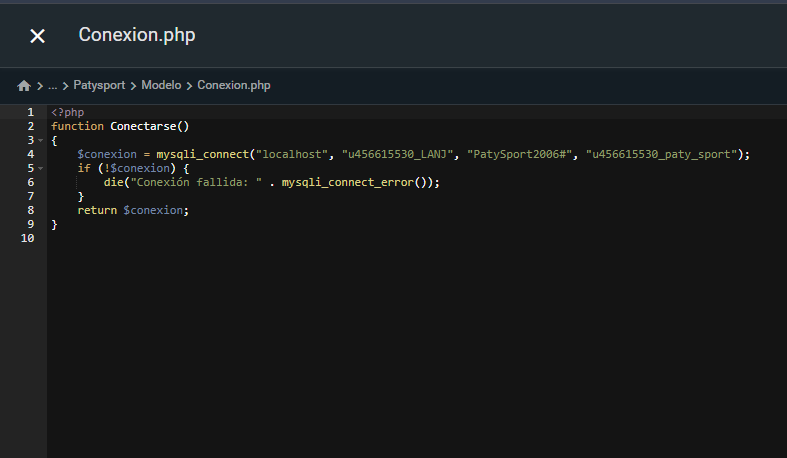 Conexion.php
... > Patysport > Modelo > Conexion.php
1 <?php
2 function Conectarse()
3 {
4     $conexion = mysqli_connect("localhost", "u456615530_LANJ", "PatySport2006#", "u456615530_paty_sport");
5     if (!$conexion) {
6         die("Conexión fallida: " . mysqli_connect_error());
7     }
8     return $conexion;
9 }
10